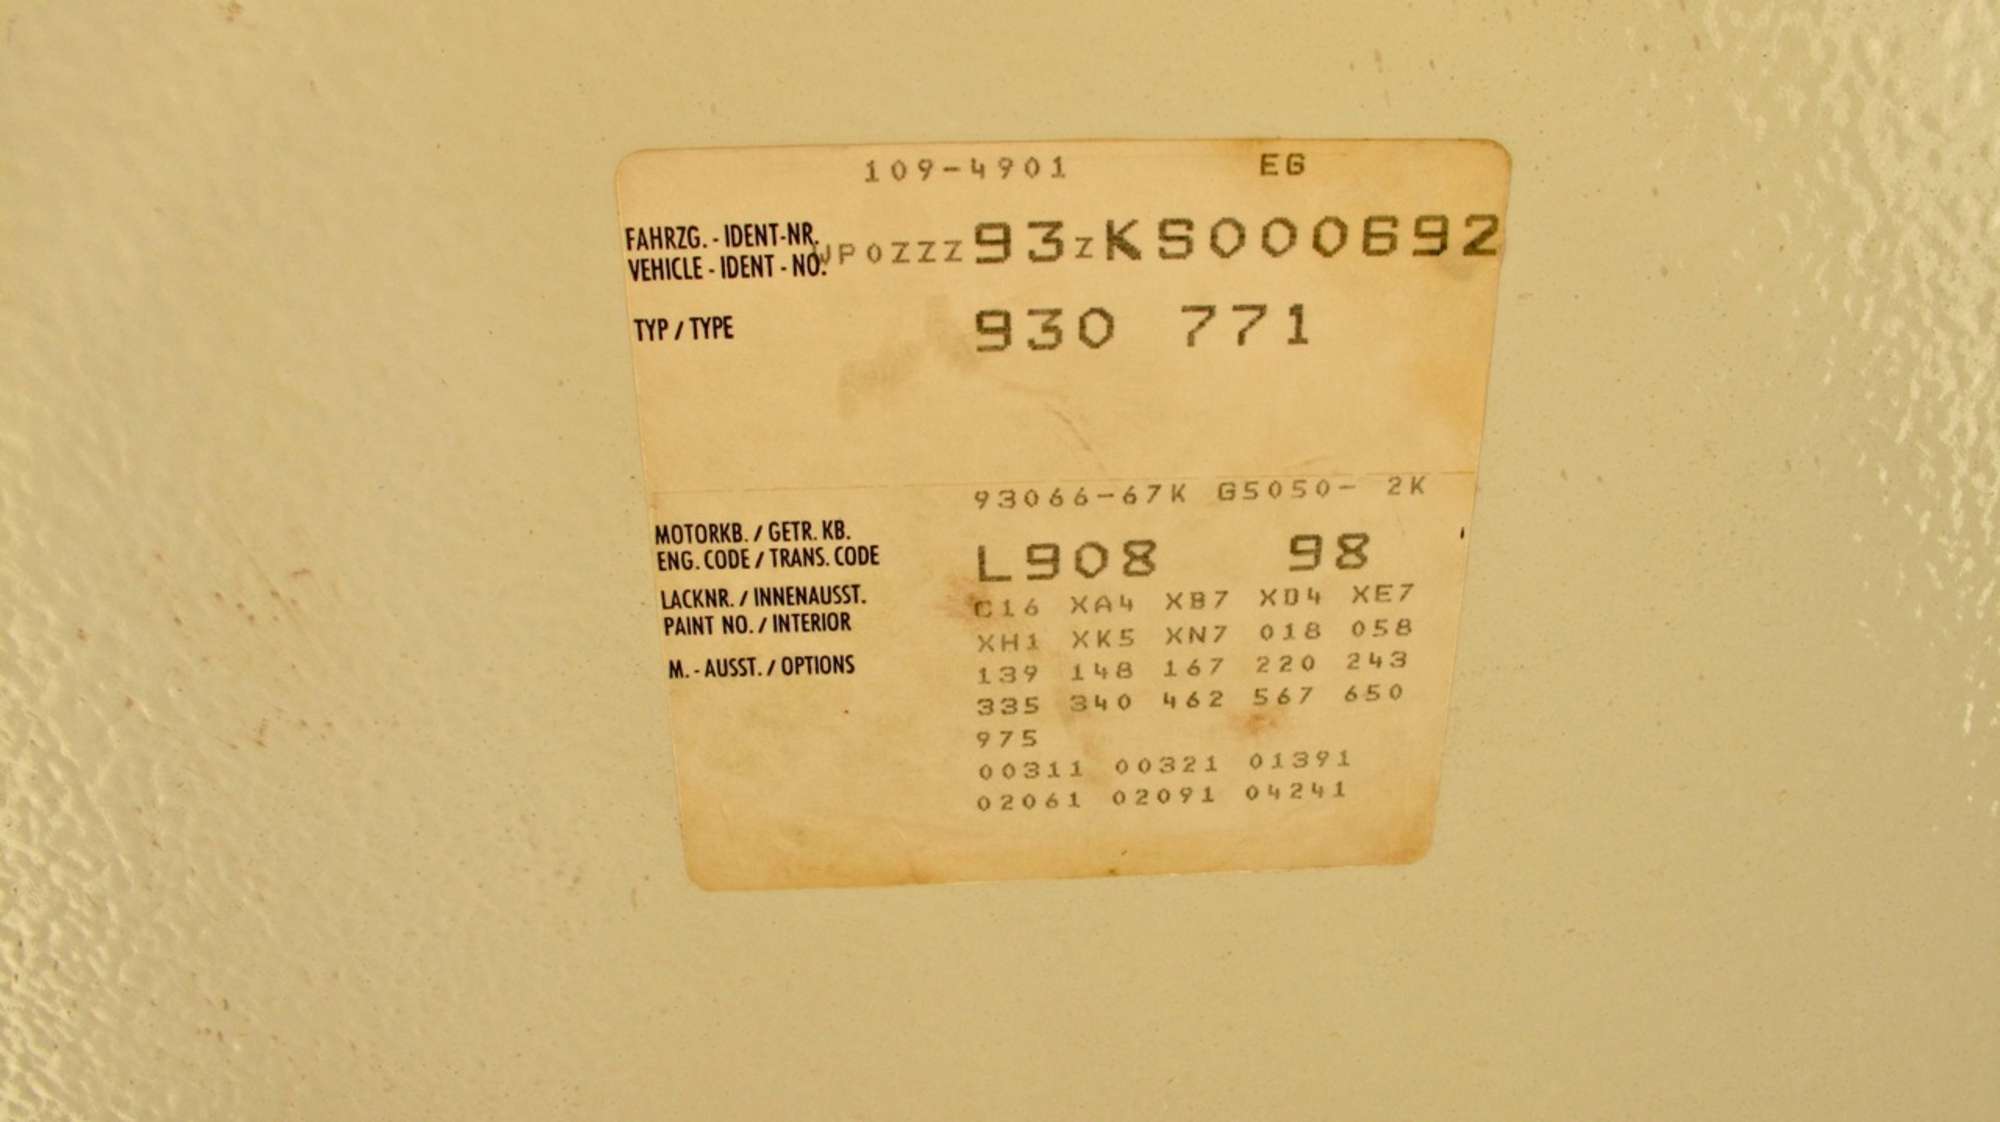 109-4901 EG
FAHRZG. - IDENT-NR.
VEHICLE - IDENT - NO. WP0ZZZ93ZKS000692
TYP / TYPE 930 771
93066-67K G5050- 2K
MOTORKB. / GETR. KB.
ENG. CODE / TRANS. CODE L908 98
LACKNR. / INNENAUSST. C16 XA4 XB7 XD4 XE7
PAINT NO. / INTERIOR XH1 XK5 XN7 018 058
M. - AUSST. / OPTIONS 139 148 167 220 243
335 340 462 567 650
975
00311 00321 01391
02061 02091 04241